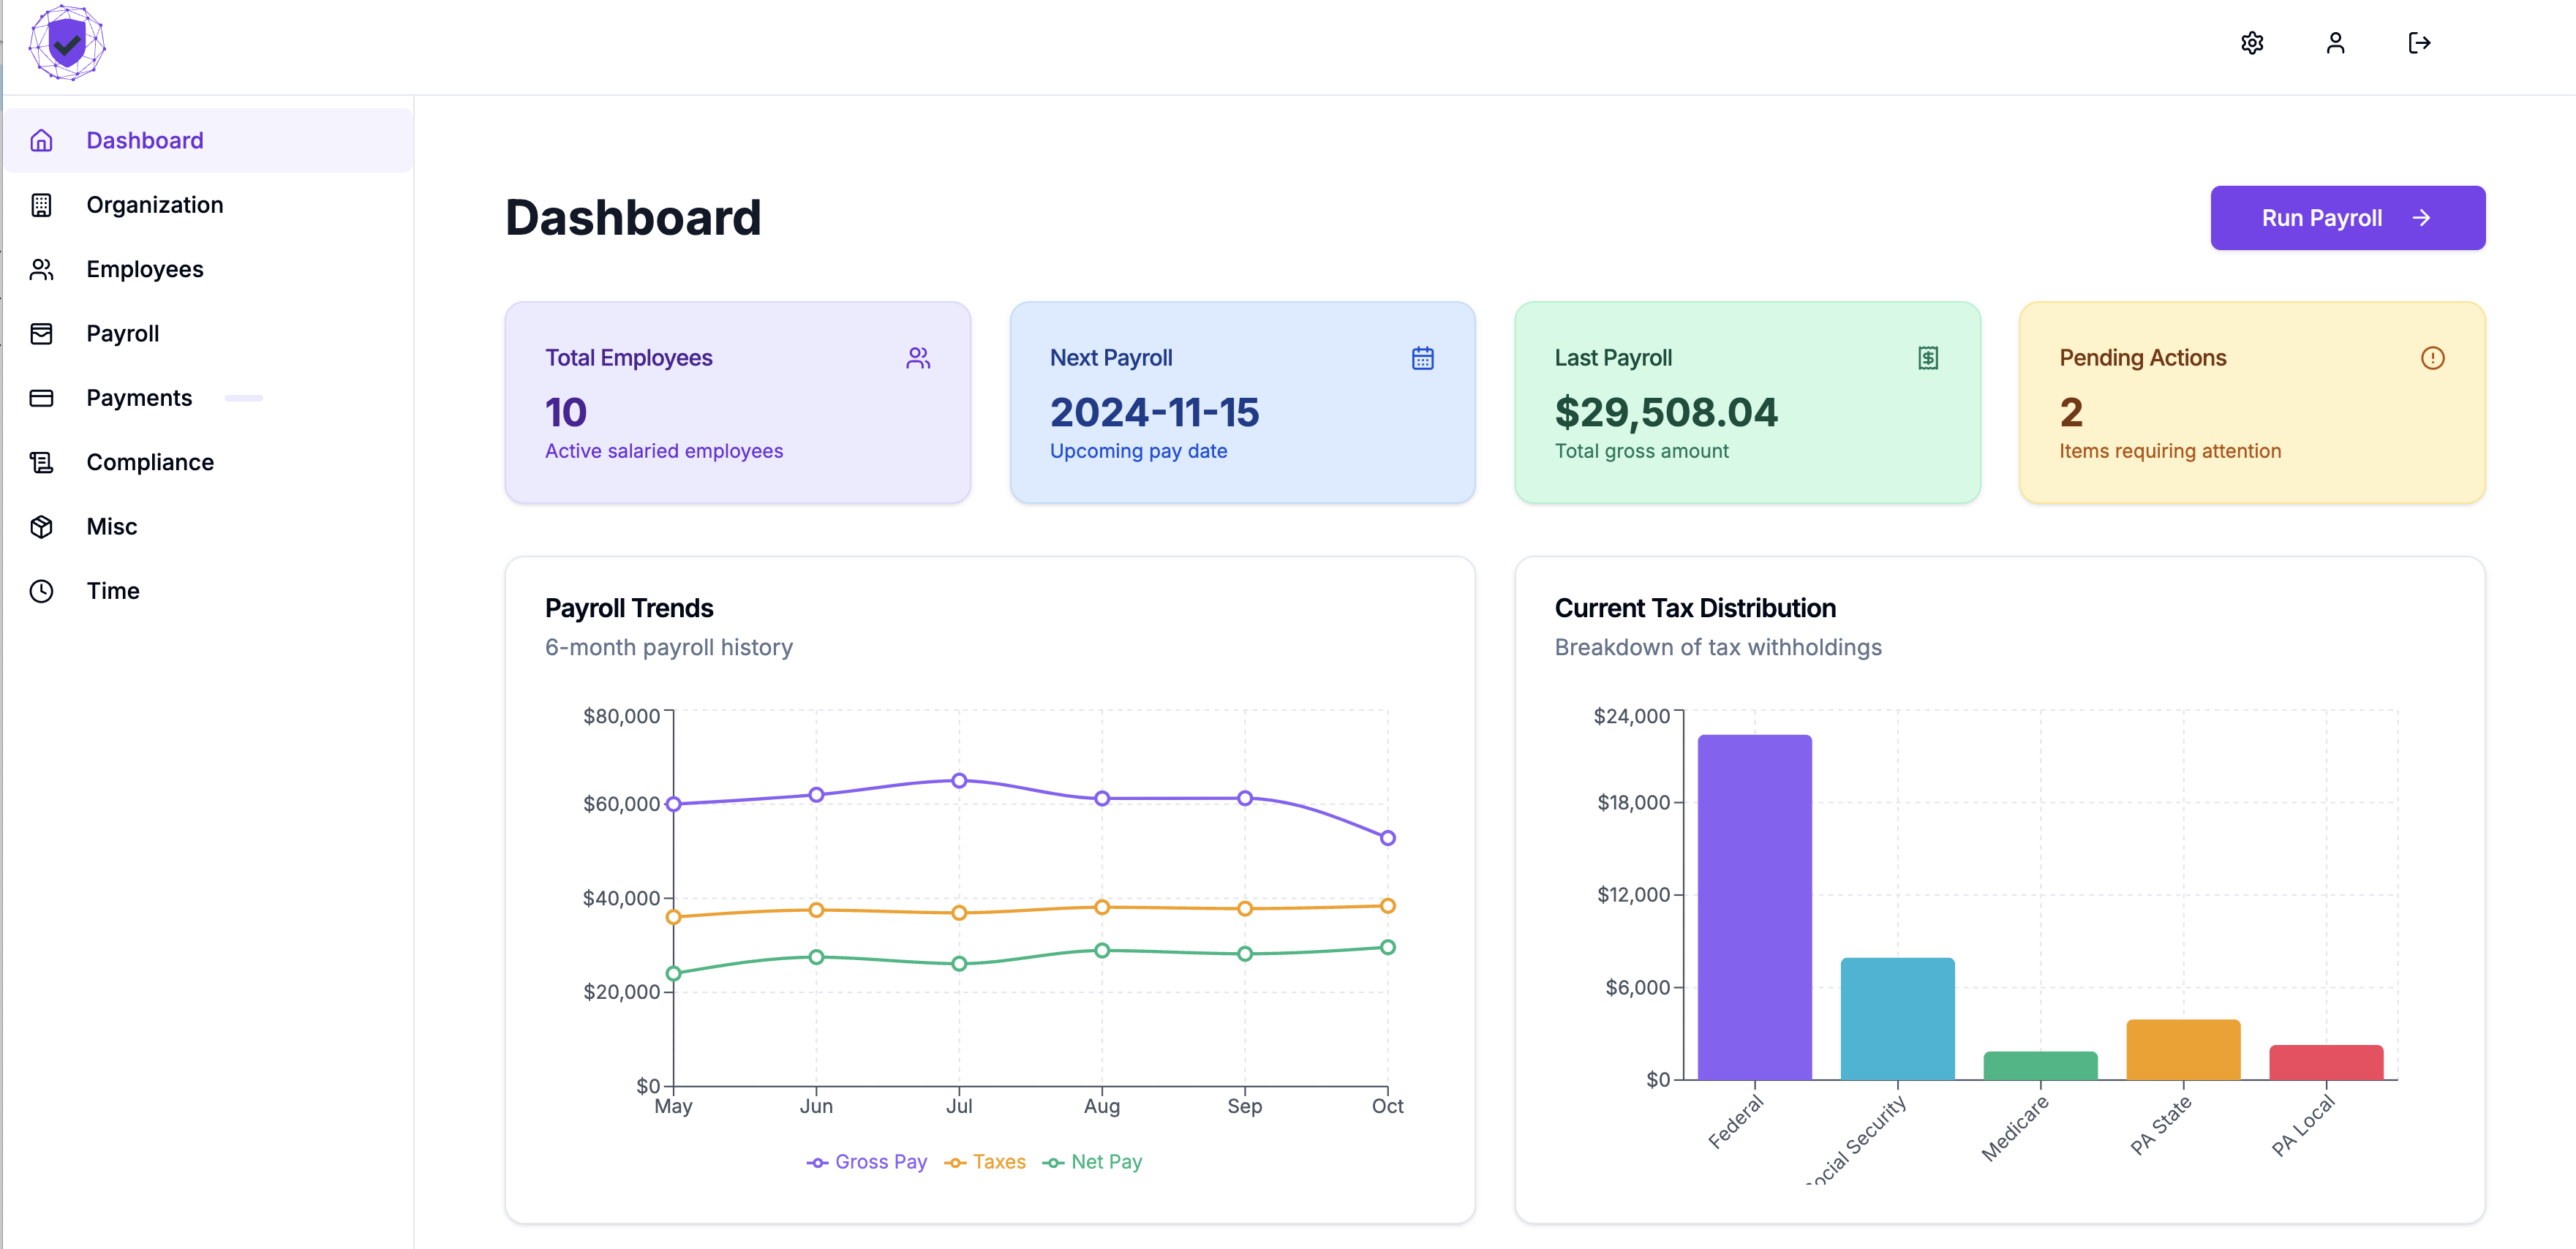 Dashboard
Organization
Employees
Payroll
Payments
Compliance
Misc
Time
Dashboard
Run Payroll
Total Employees
10
Active salaried employees
Next Payroll
2024-11-15
Upcoming pay date
Last Payroll
$29,508.04
Total gross amount
Pending Actions
2
Items requiring attention
Payroll Trends
6-month payroll history
$80,000
$60,000
$40,000
$20,000
$0
May Jun Jul Aug Sep Oct
Gross Pay Taxes Net Pay
Current Tax Distribution
Breakdown of tax withholdings
$24,000
$18,000
$12,000
$6,000
$0
Federal
ocial Security
Medicare
PA State
PA Local